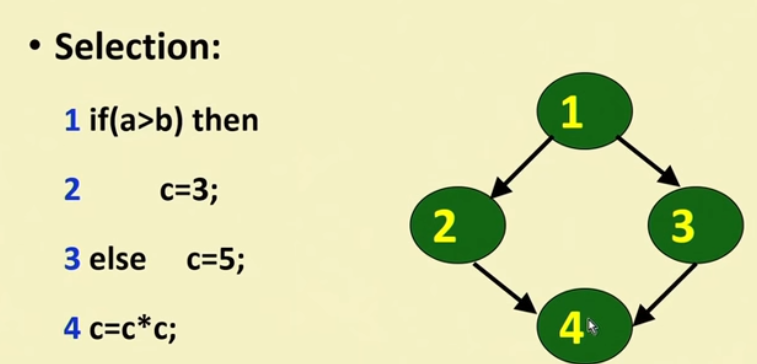 • Selection:
1 if(a>b) then
2 c=3;
3 else c=5;
4 c=c*c;
1
2 3
4